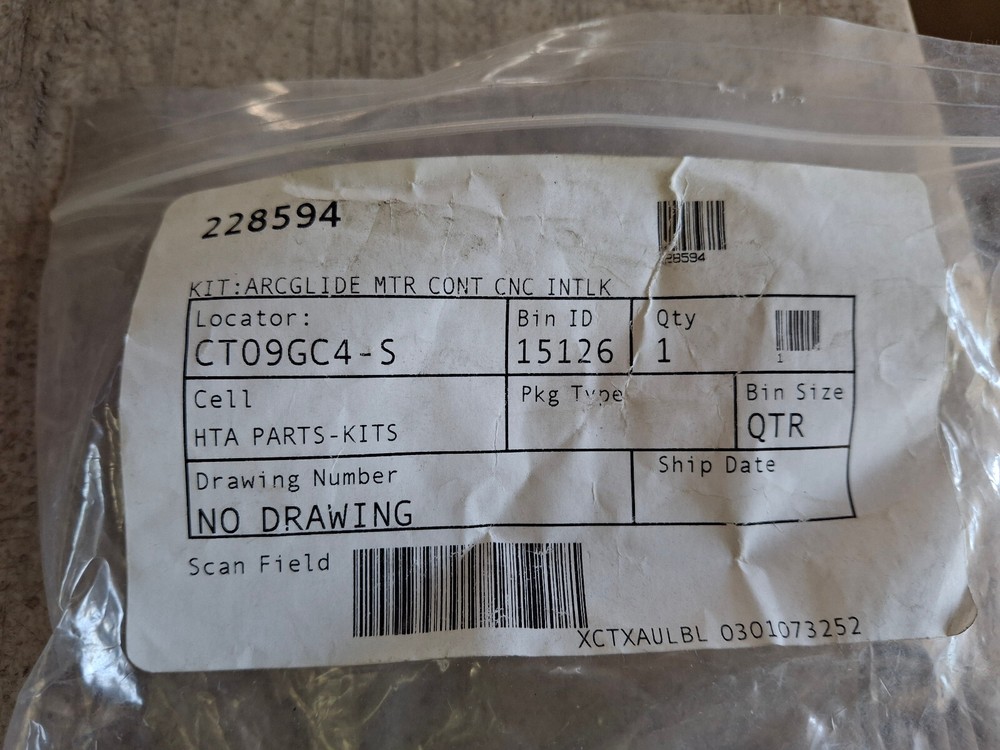 228594
28594
KIT:ARCGLIDE MTR CONT CNC INTLK
Locator: Bin ID Qty
CT09GC4-S 15126 1
1
Cell Pkg Type Bin Size
HTA PARTS-KITS QTR
Drawing Number Ship Date
NO DRAWING
Scan Field
XCTXAULBL 0301073252